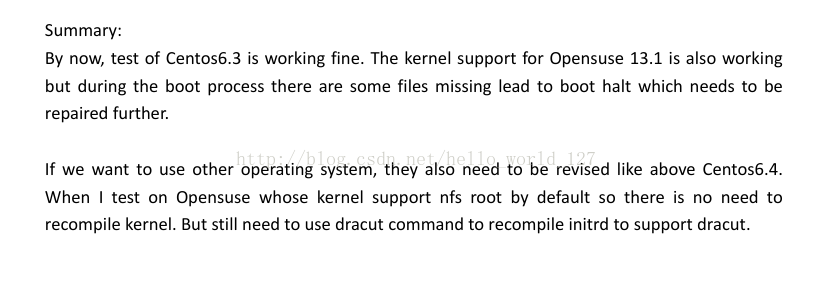 Summary:
By now, test of Centos6.3 is working fine. The kernel support for Opensuse 13.1 is also working
but during the boot process there are some files missing lead to boot halt which needs to be
repaired further.
http://blog.csdn.net/hello_world_127
If we want to use other operating system, they also need to be revised like above Centos6.4.
When I test on Opensuse whose kernel support nfs root by default so there is no need to
recompile kernel. But still need to use dracut command to recompile initrd to support dracut.